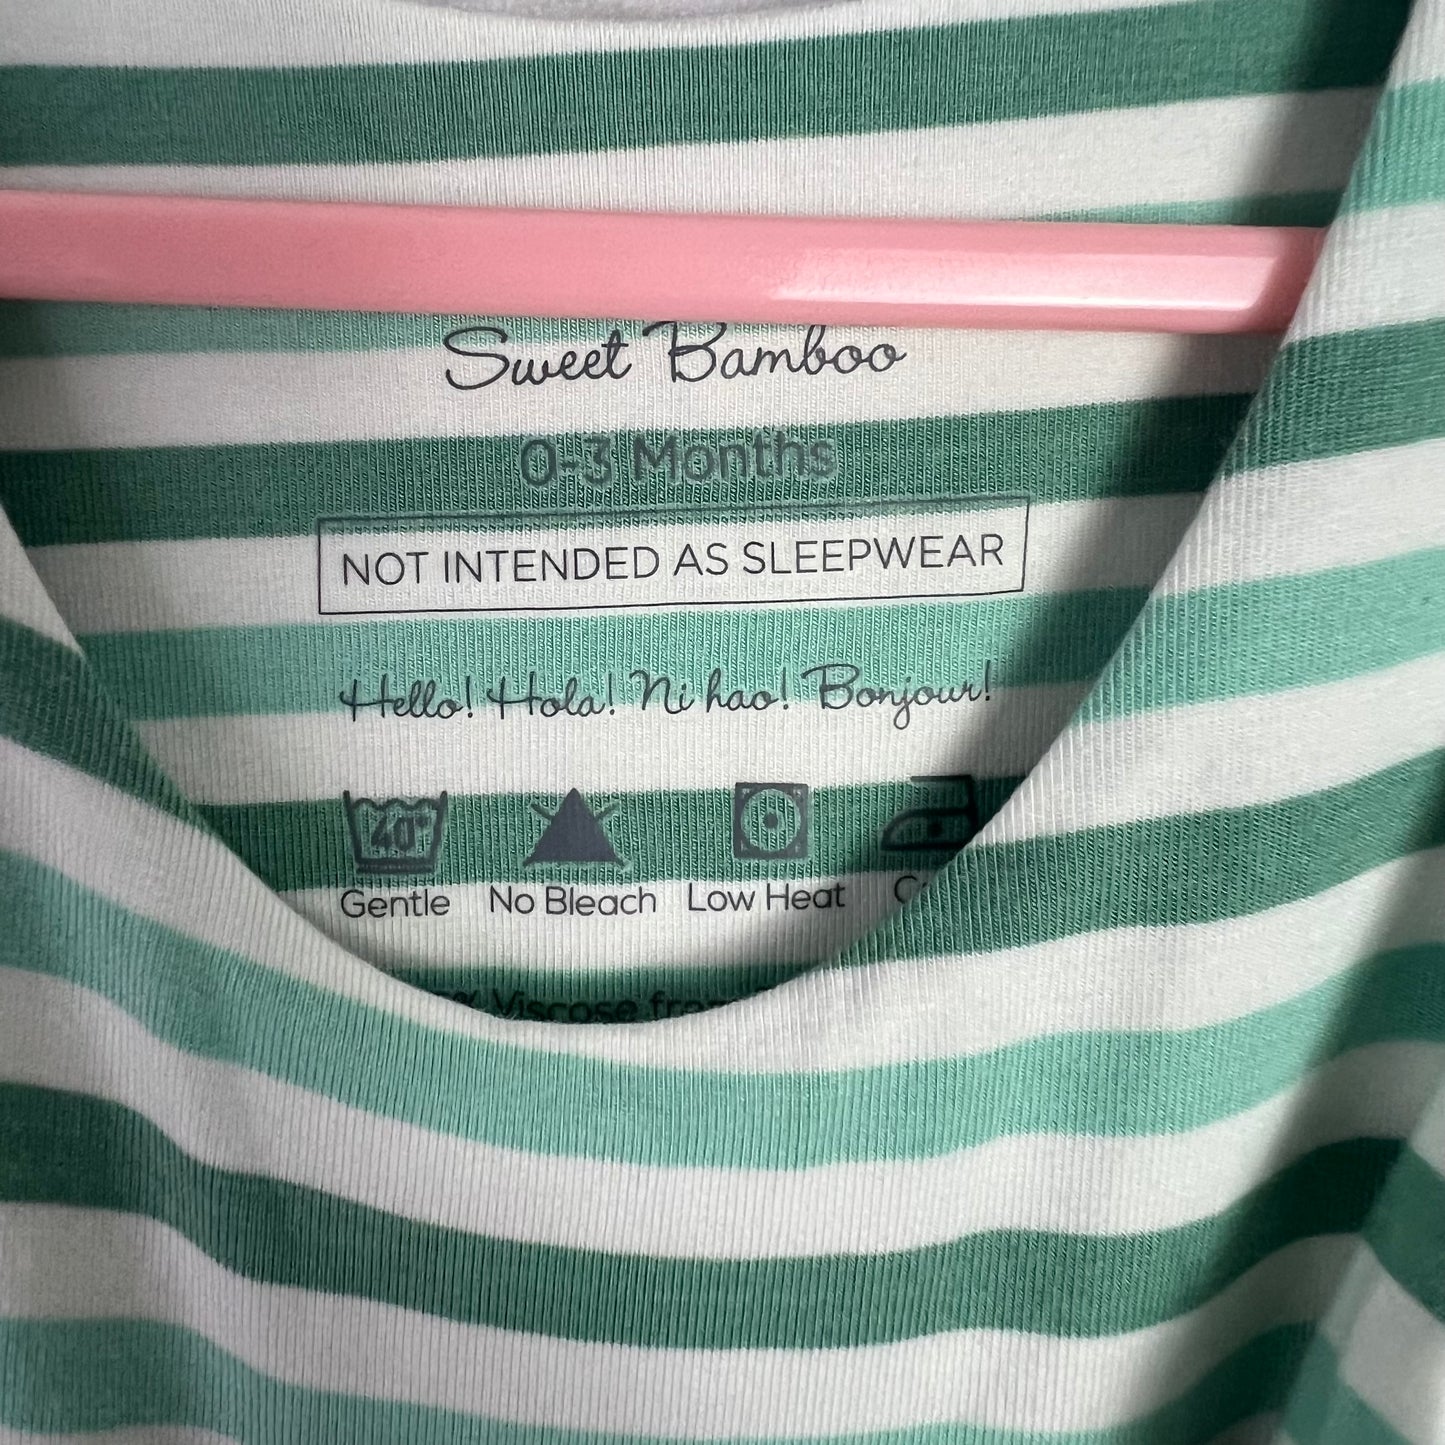 Sweet Bamboo
0-3 Months
NOT INTENDED AS SLEEPWEAR
Hello! Hola! Ni hao! Bonjour!
40°
Gentle No Bleach Low Heat
% Viscose